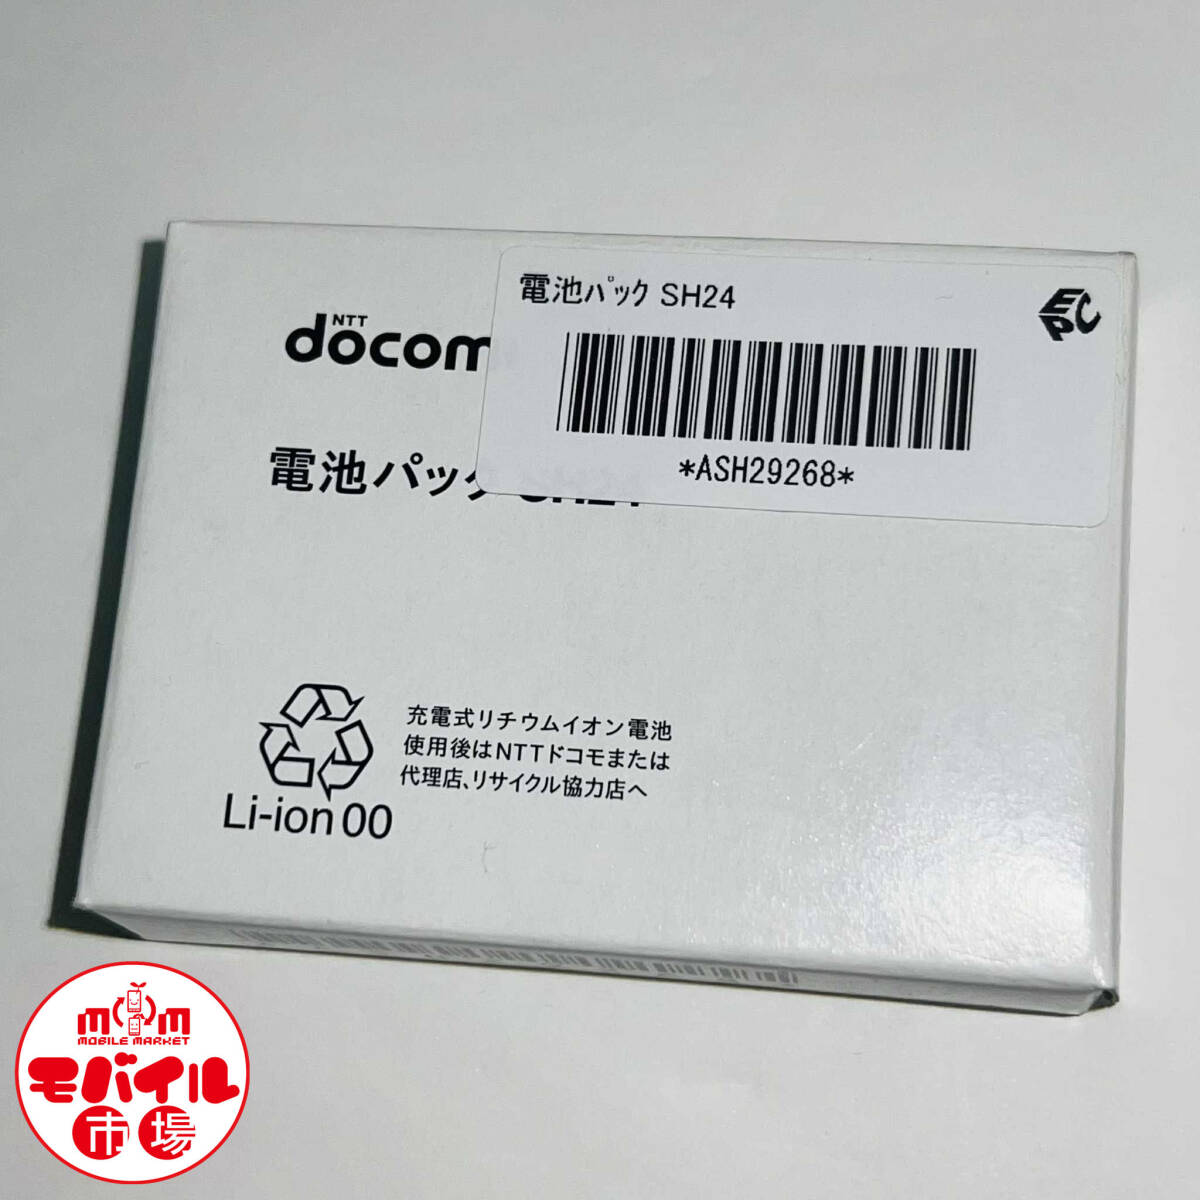 電池パック SH24
EPC
*ASH29268*
NTT
docom
電池パック SH24
充電式リチウムイオン電池
使用後はNTTドコモまたは
代理店、リサイクル協力店へ
Li-ion 00
MOBILE MARKET
モバイル
市場